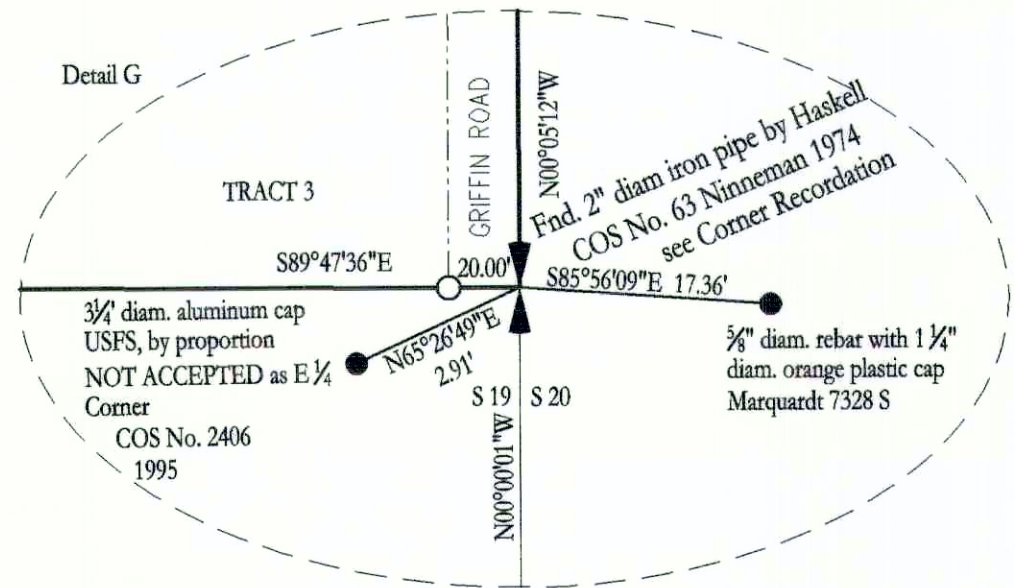 Detail G
GRIFFIN ROAD
N00°05'12"W
Fnd. 2" diam iron pipe by Haskell
COS No. 63 Ninneman 1974
see Corner Recordation
TRACT 3
S89°47'36"E
20.00'
S85°56'09"E 17.36'
3¼' diam. aluminum cap
USFS, by proportion
NOT ACCEPTED as E ¼
Corner
COS No. 2406
1995
N65°26'49"E
2.91'
⅝" diam. rebar with 1 ¼"
diam. orange plastic cap
Marquardt 7328 S
S 19
S 20
N00°00'01"W